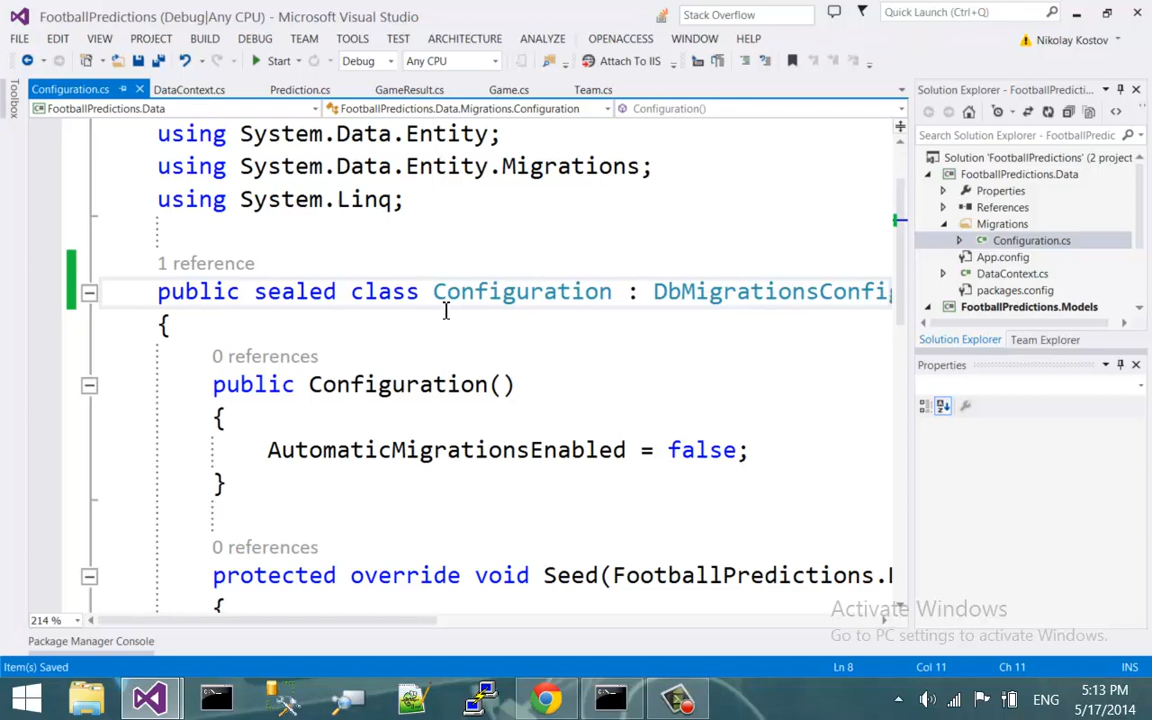 FootballPredictions (Debug|Any CPU) - Microsoft Visual Studio
Stack Overflow
Quick Launch (Ctrl+Q)
FILE EDIT VIEW PROJECT BUILD DEBUG TEAM TOOLS TEST ARCHITECTURE ANALYZE OPENACCESS WINDOW HELP
Nikolay Kostov
Start Debug Any CPU Attach To IIS
Toolbox
Configuration.cs DataContext.cs Prediction.cs GameResult.cs Game.cs Team.cs
FootballPredictions.Data FootballPredictions.Data.Migrations.Configuration Configuration()
using System.Data.Entity;
using System.Data.Entity.Migrations;
using System.Linq;
1 reference
public sealed class Configuration : DbMigrationsConfig
{
0 references
public Configuration()
{
AutomaticMigrationsEnabled = false;
}
0 references
protected override void Seed(FootballPredictions.
{
214 %
Package Manager Console
Solution Explorer - FootballPredicti...
Search Solution Explorer - FootballPredic
Solution 'FootballPredictions' (2 project
FootballPredictions.Data
Properties
References
Migrations
Configuration.cs
App.config
DataContext.cs
packages.config
FootballPredictions.Models
Solution Explorer Team Explorer
Properties
Activate Windows
Go to PC settings to activate Windows.
Item(s) Saved Ln 8 Col 11 Ch 11 INS
ENG
5:13 PM
5/17/2014